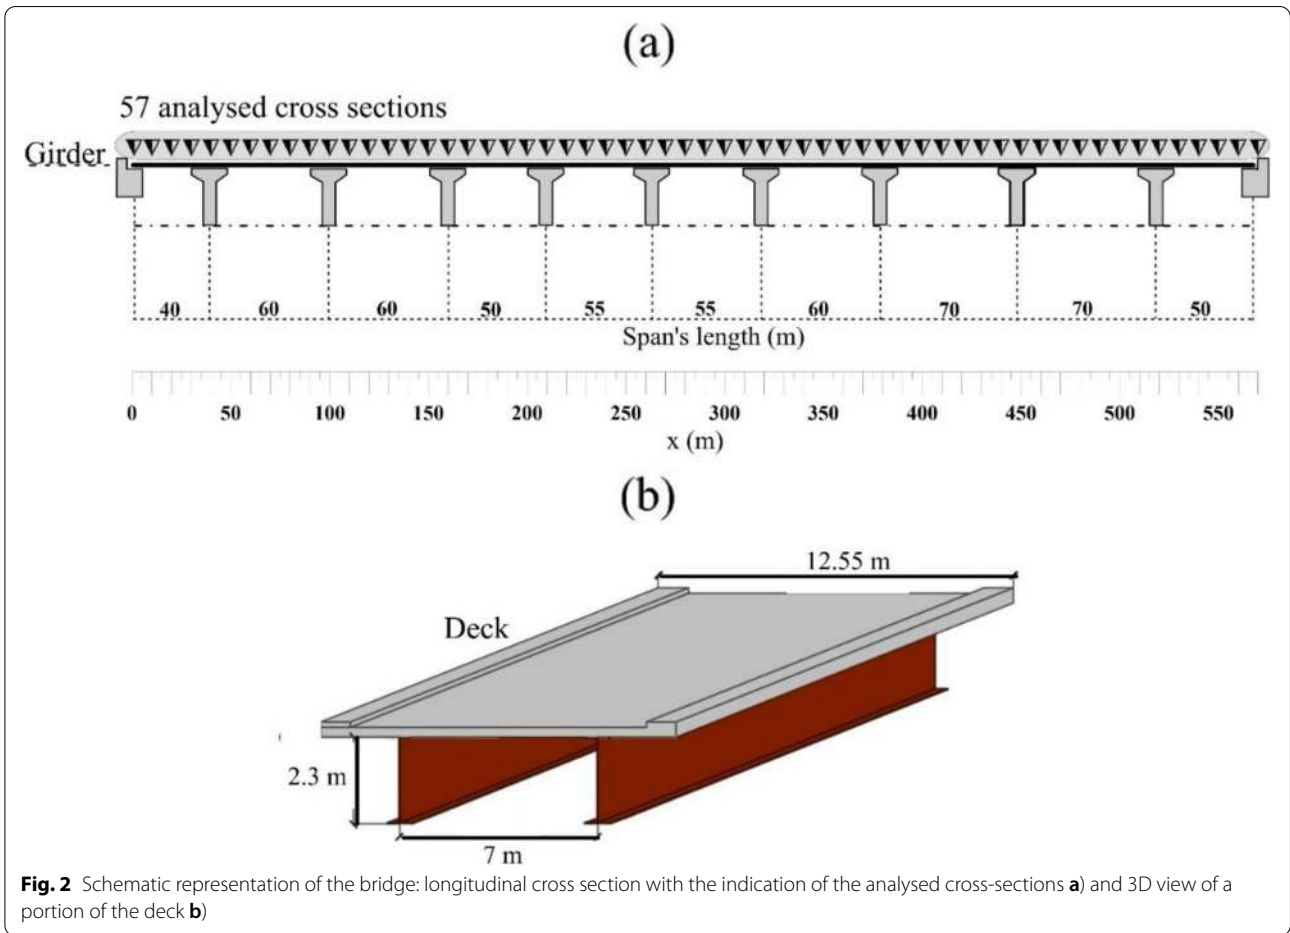 (a)
57 analysed cross sections
Girder
40 60 60 50 55 55 60 70 70 50
Span's length (m)
0 50 100 150 200 250 300 350 400 450 500 550
x (m)
(b)
12.55 m
Deck
2.3 m
7 m
Fig. 2 Schematic representation of the bridge: longitudinal cross section with the indication of the analysed cross-sections a) and 3D view of a
portion of the deck b)